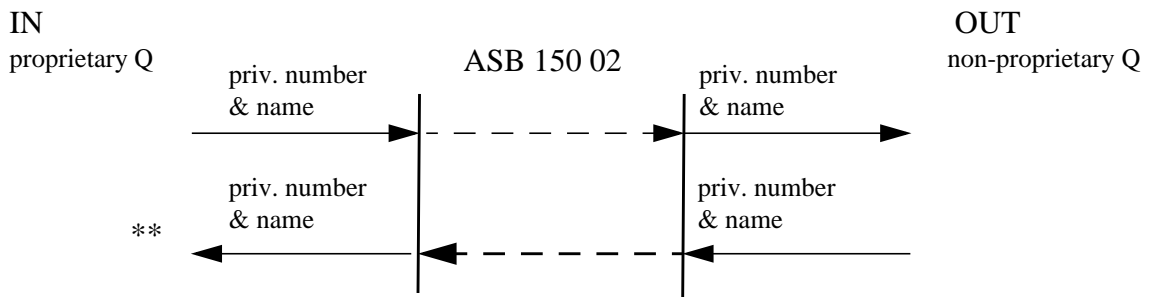 IN
OUT
proprietary Q
ASB 150 02
non-proprietary Q
priv. number
& name
priv. number
& name
priv. number
& name
priv. number
& name
**